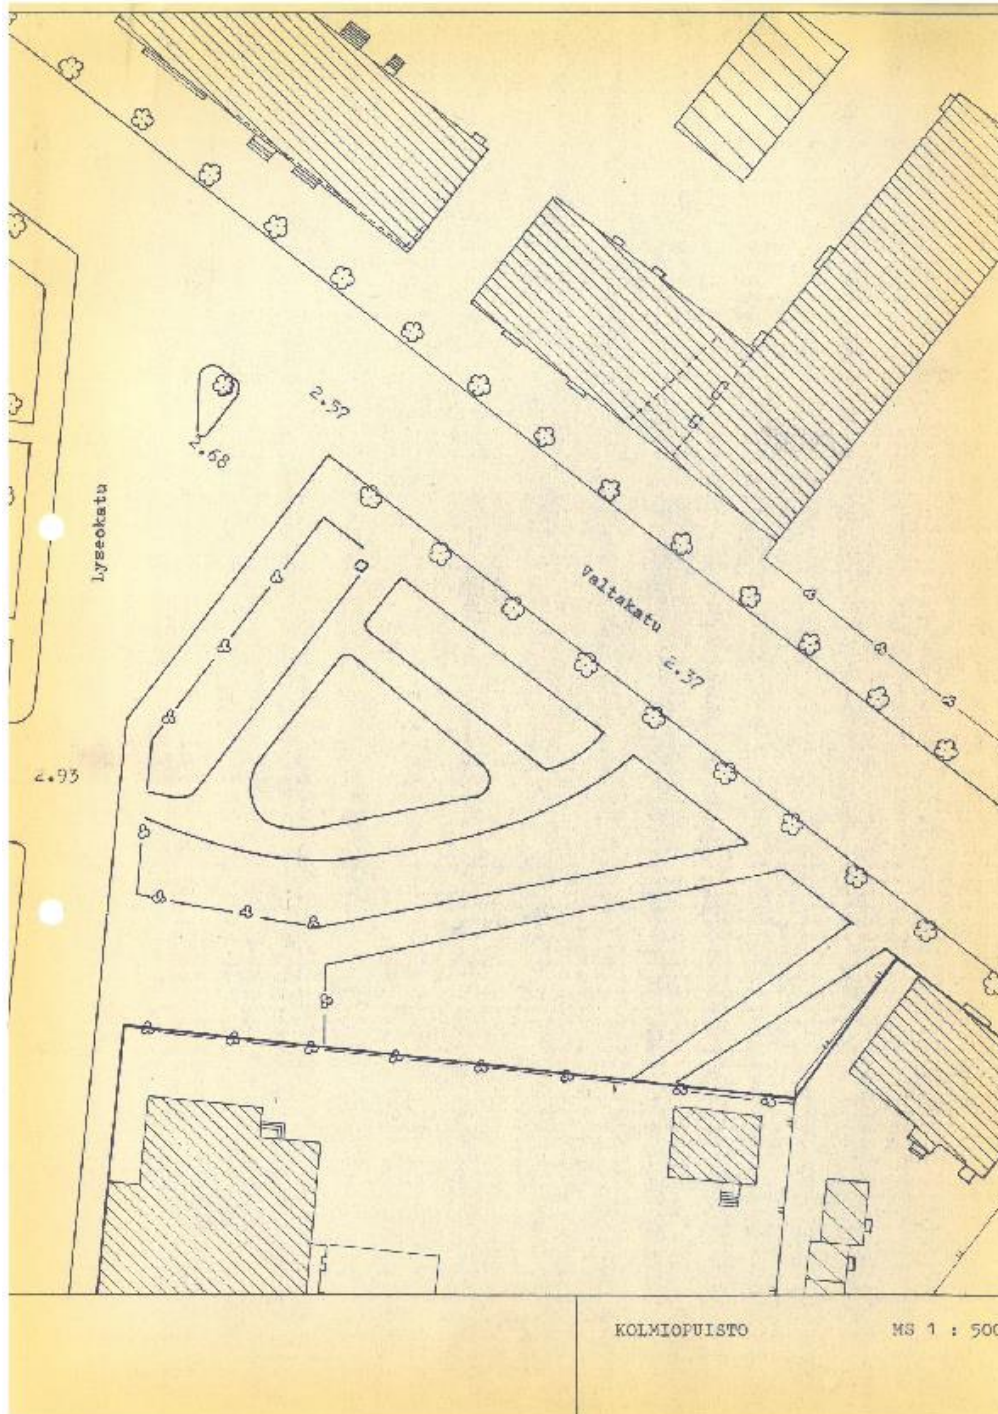 2.57
2.68
Lyseokatu
Valtakatu
2.37
2.93
KOLMIOPUISTO
MS 1 : 500